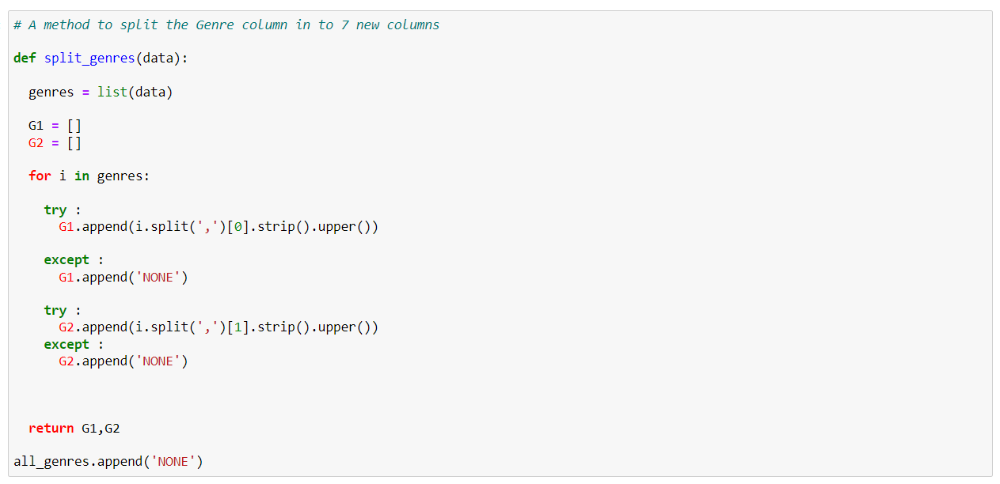 # A method to split the Genre column in to 7 new columns
def split_genres(data):
  genres = list(data)
  G1 = []
  G2 = []
  for i in genres:
    try :
      G1.append(i.split(',')[0].strip().upper())
    except :
      G1.append('NONE')
    try :
      G2.append(i.split(',')[1].strip().upper())
    except :
      G2.append('NONE')
  return G1,G2
all_genres.append('NONE')